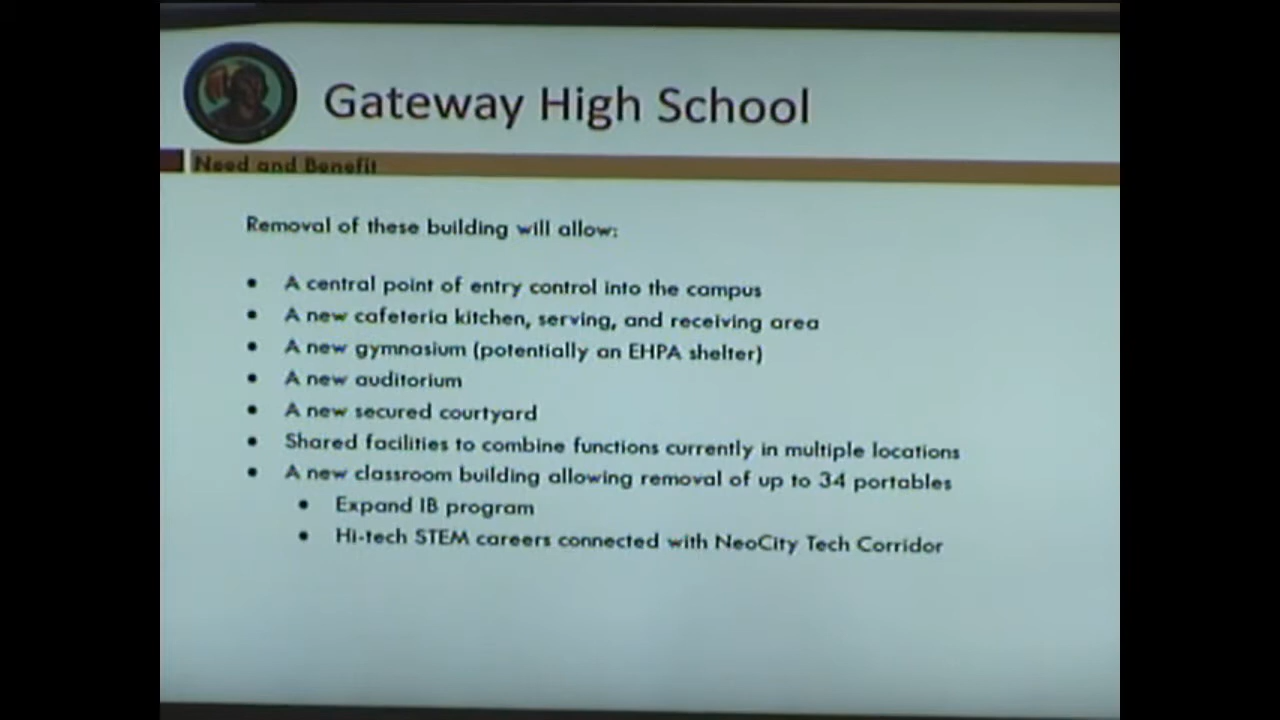 Gateway High School
Need and Benefit
Removal of these building will allow:
• A central point of entry control into the campus
• A new cafeteria kitchen, serving, and receiving area
• A new gymnasium (potentially an EHPA shelter)
• A new auditorium
• A new secured courtyard
• Shared facilities to combine functions currently in multiple locations
• A new classroom building allowing removal of up to 34 portables
• Expand IB program
• Hi-tech STEM careers connected with NeoCity Tech Corridor